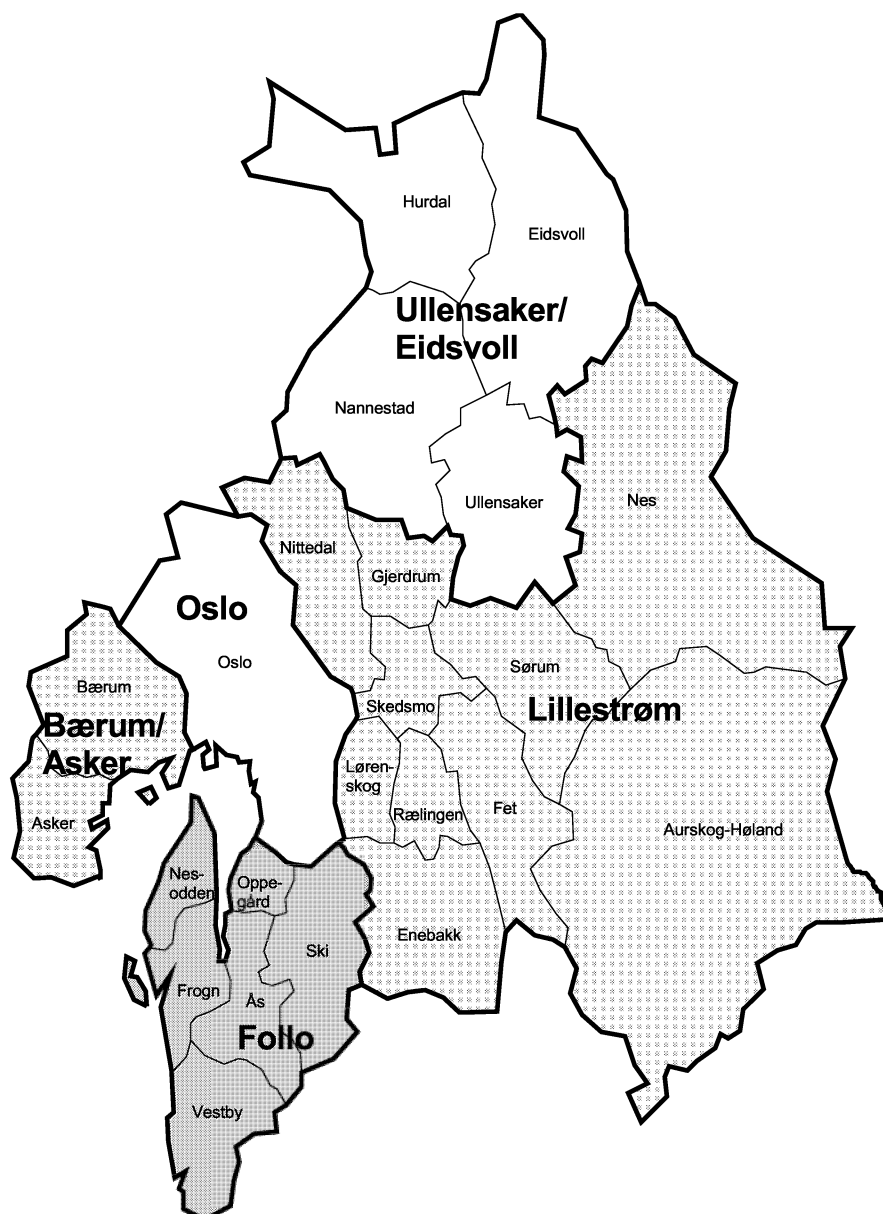 Hurdal
Eidsvoll
Ullensaker/
Eidsvoll
Nannestad
Ullensaker
Nes
Nittedal
Gjerdrum
Oslo
Oslo
Sørum
Bærum
Skedsmo
Lillestrøm
Bærum/
Asker
Løren-
skog
Rælingen
Fet
Asker
Aurskog-Høland
Nes-
odden
Oppe-
gård
Enebakk
Ski
Frogn
Ås
Follo
Vestby